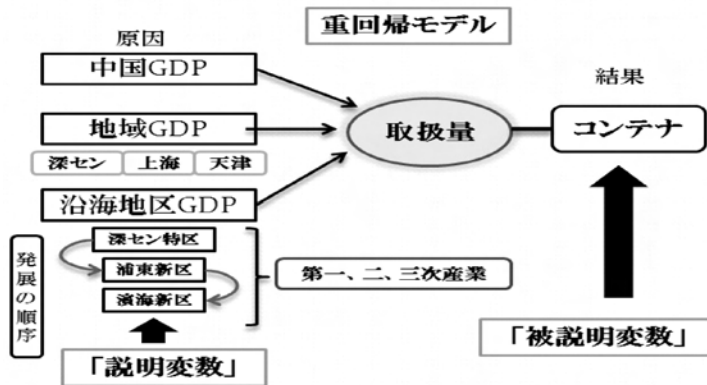 重回帰モデル
原因
中国GDP
結果
地域GDP
取扱量
コンテナ
深セン 上海 天津
沿海地区GDP
深セン特区
浦東新区
濱海新区
発展の順序
第一、二、三次産業
「説明変数」
「被説明変数」